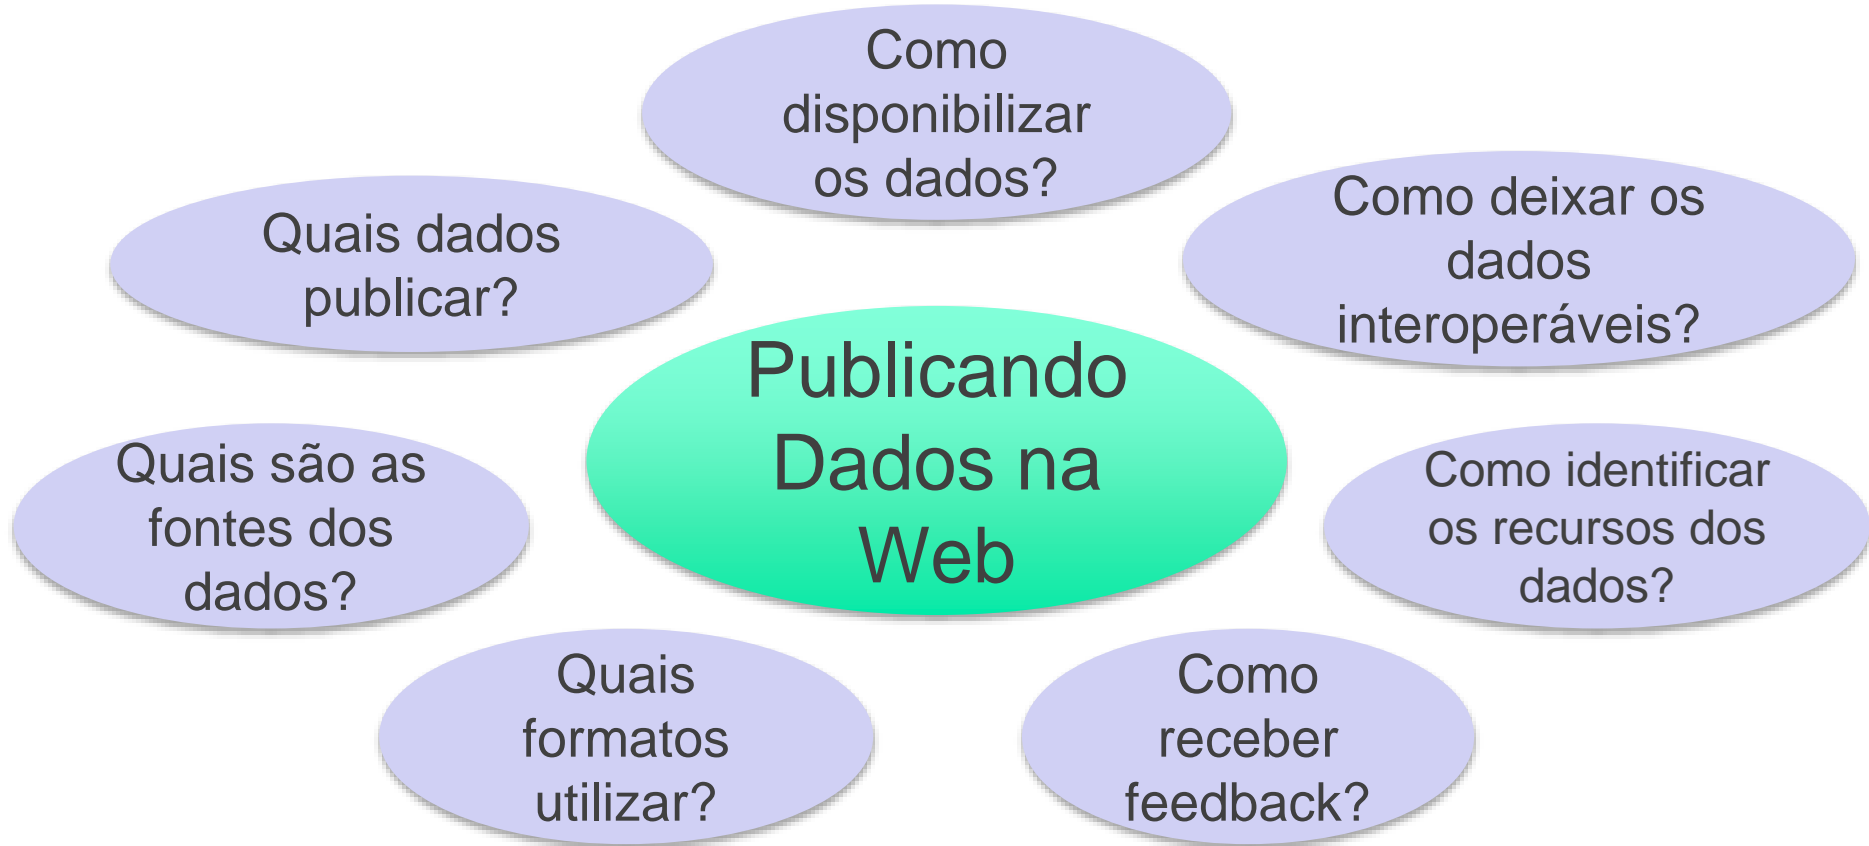 Como
disponibilizar
os dados?
Quais dados
publicar?
Como deixar os
dados
interoperáveis?
Publicando
Dados na
Web
Quais são as
fontes dos
dados?
Como identificar
os recursos dos
dados?
Quais
formatos
utilizar?
Como
receber
feedback?